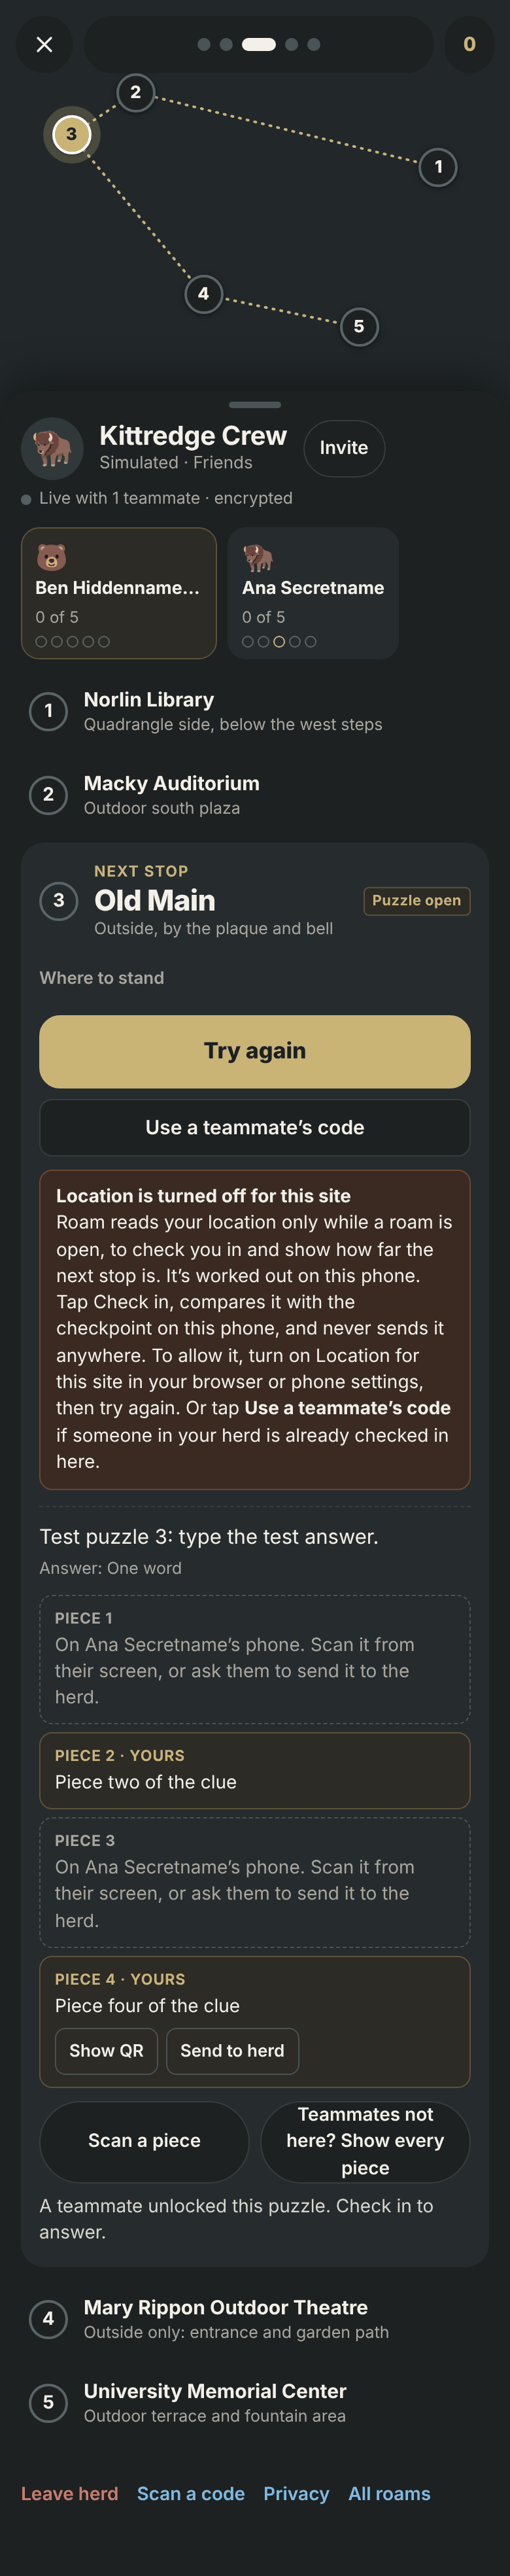 0
2
3
1
4
5
Kittredge Crew
Simulated · Friends
Invite
Live with 1 teammate · encrypted
Ben Hiddenname...
0 of 5
Ana Secretname
0 of 5
1
Norlin Library
Quadrangle side, below the west steps
2
Macky Auditorium
Outdoor south plaza
NEXT STOP
3
Old Main
Puzzle open
Outside, by the plaque and bell
Where to stand
Try again
Use a teammate’s code
Location is turned off for this site
Roam reads your location only while a roam is
open, to check you in and show how far the
next stop is. It’s worked out on this phone.
Tap Check in, compares it with the
checkpoint on this phone, and never sends it
anywhere. To allow it, turn on Location for
this site in your browser or phone settings,
then try again. Or tap Use a teammate’s code
if someone in your herd is already checked in
here.
Test puzzle 3: type the test answer.
Answer: One word
PIECE 1
On Ana Secretname’s phone. Scan it from
their screen, or ask them to send it to the
herd.
PIECE 2 · YOURS
Piece two of the clue
PIECE 3
On Ana Secretname’s phone. Scan it from
their screen, or ask them to send it to the
herd.
PIECE 4 · YOURS
Piece four of the clue
Show QR
Send to herd
Scan a piece
Teammates not
here? Show every
piece
A teammate unlocked this puzzle. Check in to
answer.
4
Mary Rippon Outdoor Theatre
Outside only: entrance and garden path
5
University Memorial Center
Outdoor terrace and fountain area
Leave herd
Scan a code
Privacy
All roams